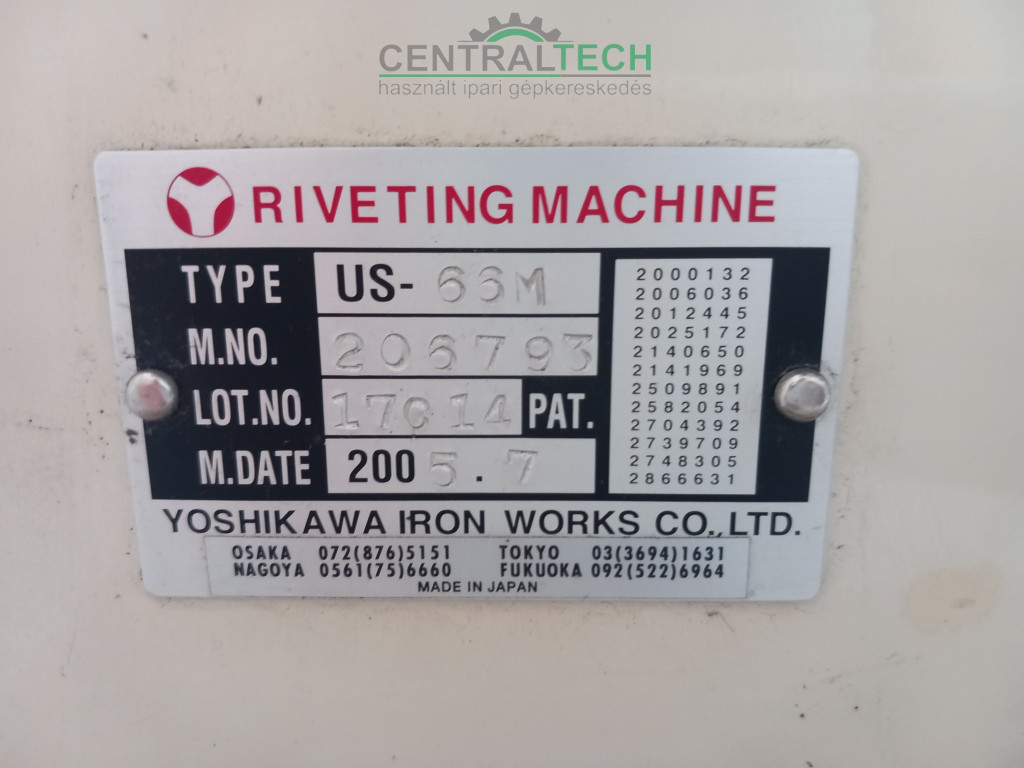 CENTRALTECH
használt ipari gépkereskedés
RIVETING MACHINE
TYPE US-66M
M.NO. 206793
LOT.NO. 17C14 PAT.
M.DATE 2005.7
2000132
2006036
2012445
2025172
2140650
2141969
2509891
2582054
2704392
2739709
2748305
2866631
YOSHIKAWA IRON WORKS CO.,LTD.
OSAKA 072(876)5151 TOKYO 03(3694)1631
NAGOYA 0561(75)6660 FUKUOKA 092(522)6964
MADE IN JAPAN